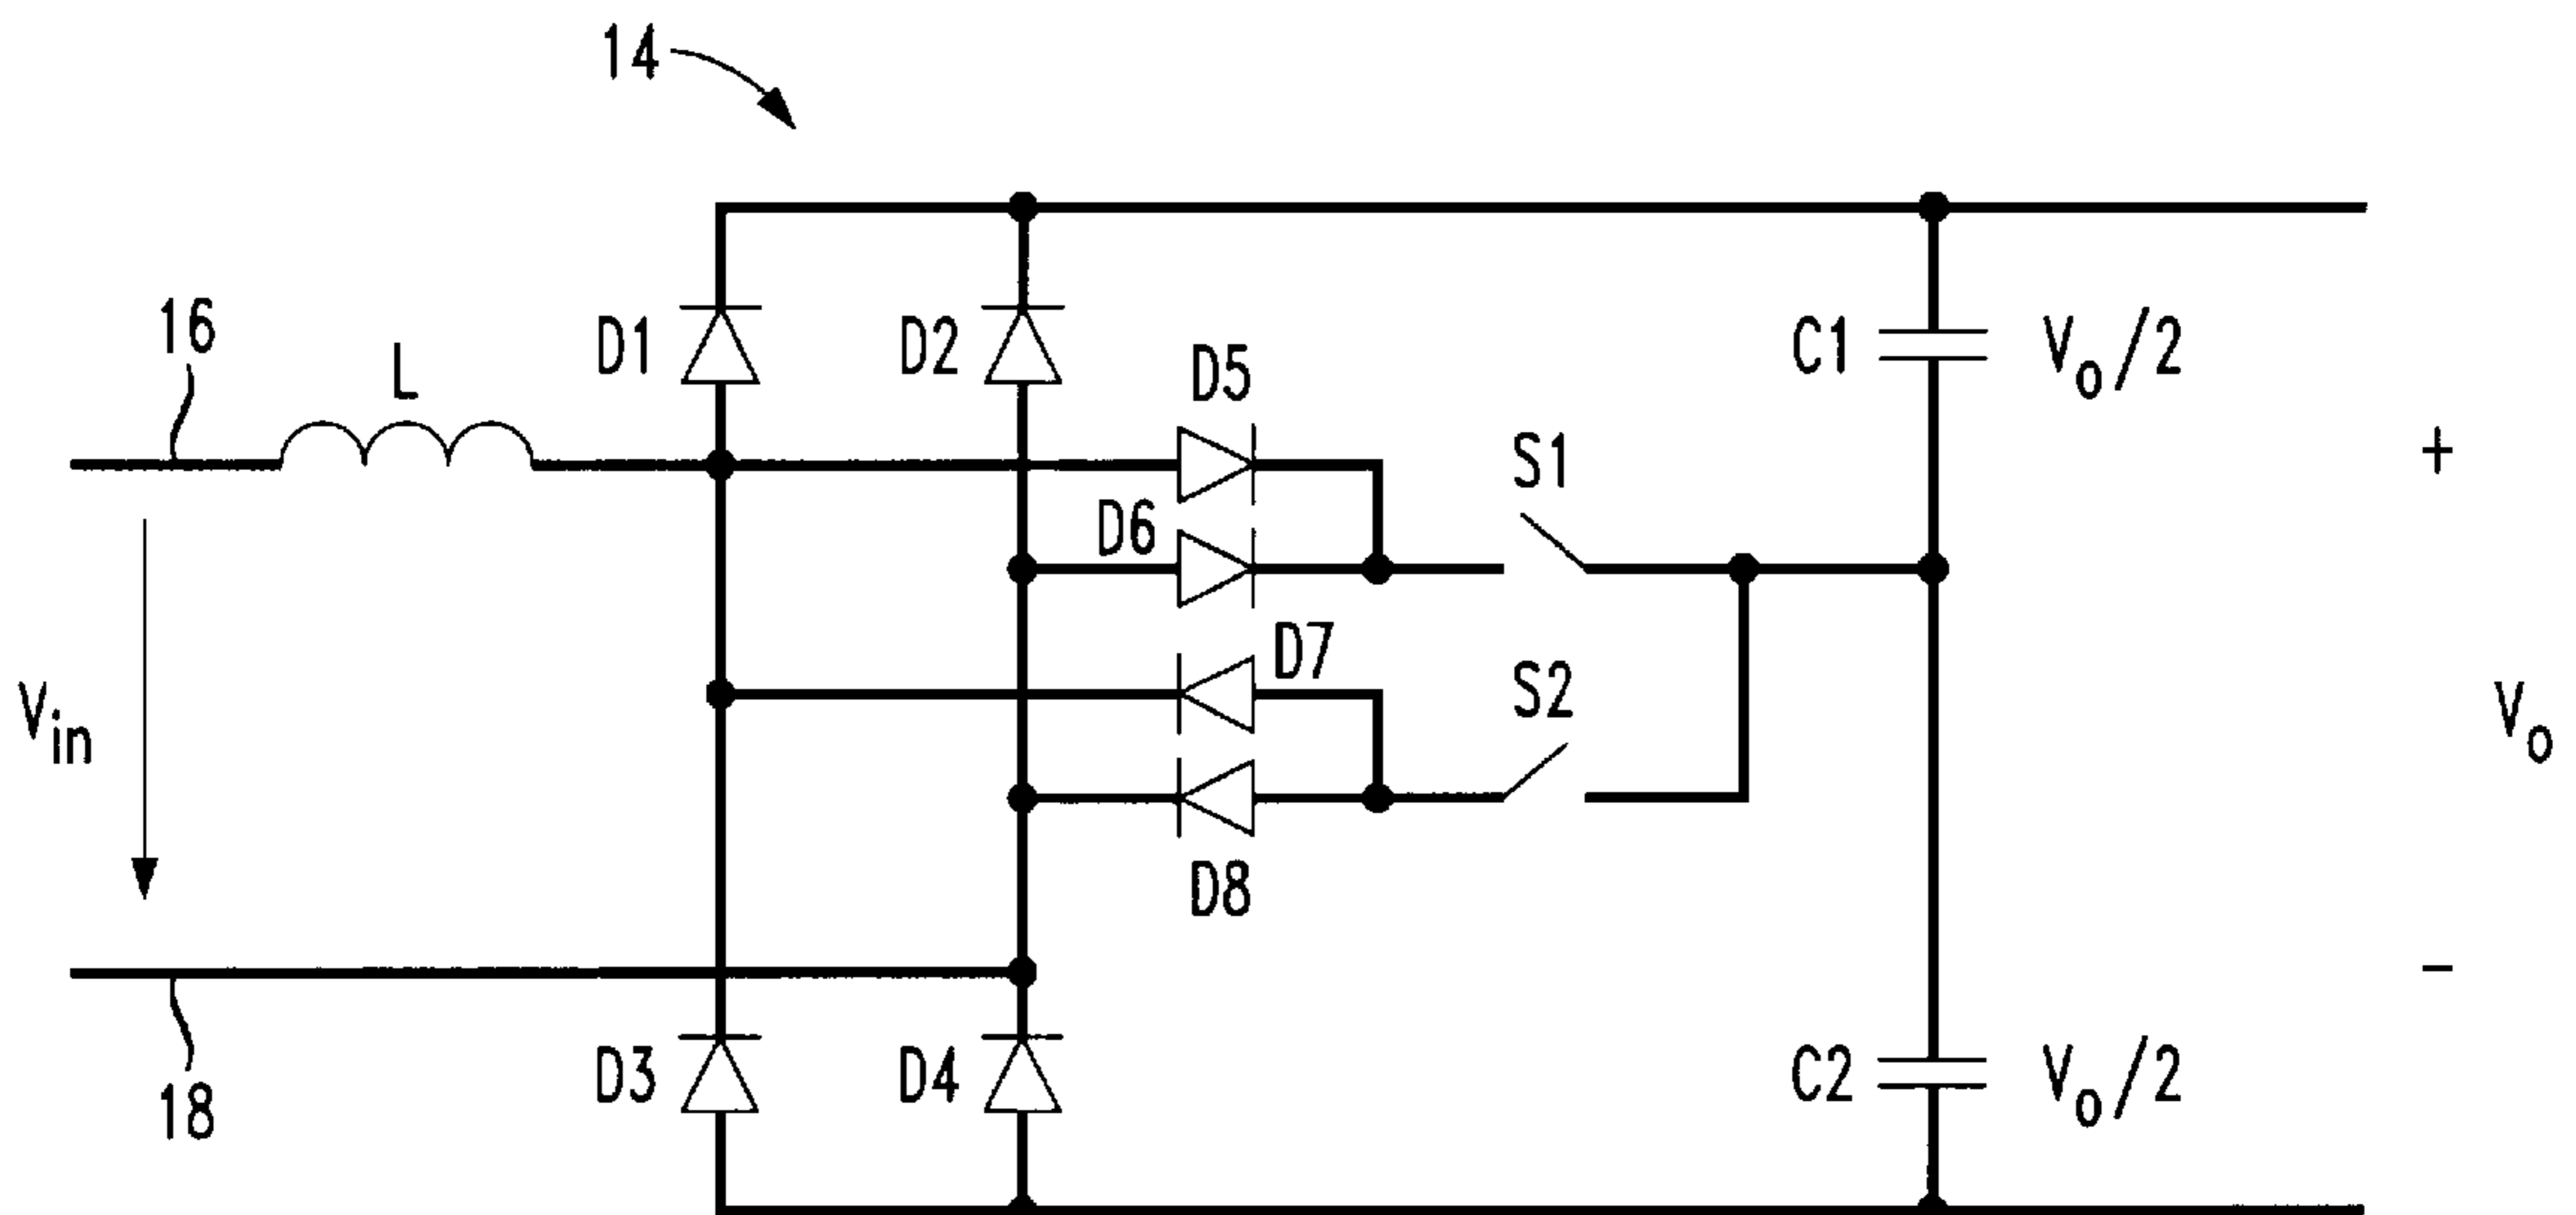 14
16
L
D1
D2
D5
C1
Vo/2
D6
S1
+
Vin
D7
S2
Vo
D8
18
D3
D4
C2
Vo/2
-